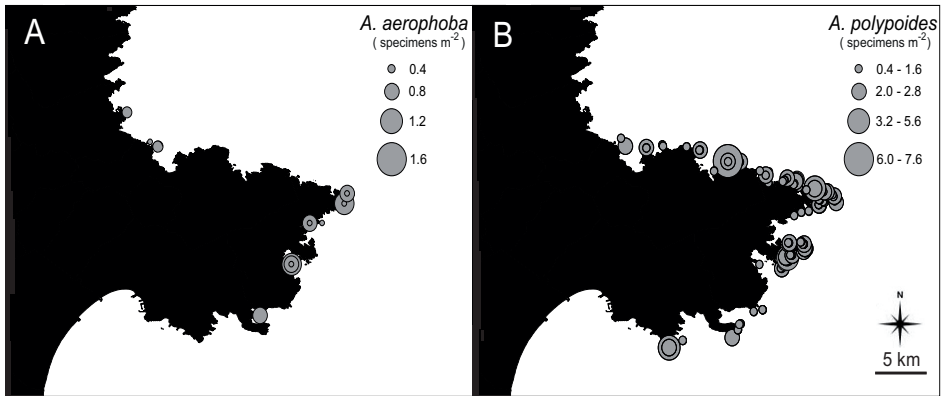 A
A. aerophoba
( specimens m-2 )
0.4
0.8
1.2
1.6
B
A. polypoides
( specimens m-2 )
0.4 - 1.6
2.0 - 2.8
3.2 - 5.6
6.0 - 7.6
N
5 km